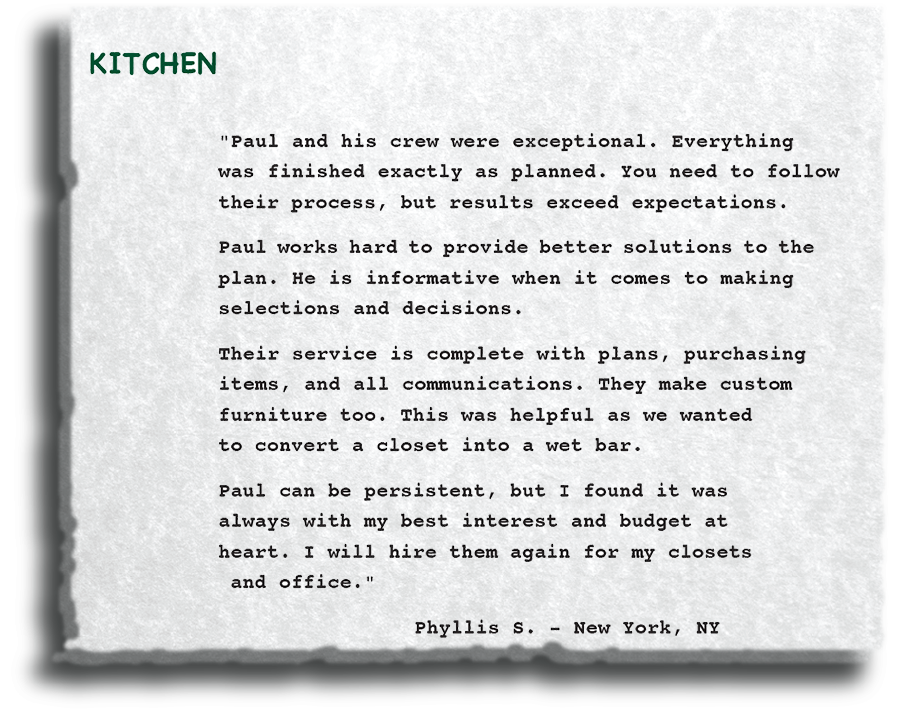 KITCHEN
"Paul and his crew were exceptional. Everything
was finished exactly as planned. You need to follow
their process, but results exceed expectations.
Paul works hard to provide better solutions to the
plan. He is informative when it comes to making
selections and decisions.
Their service is complete with plans, purchasing
items, and all communications. They make custom
furniture too. This was helpful as we wanted
to convert a closet into a wet bar.
Paul can be persistent, but I found it was
always with my best interest and budget at
heart. I will hire them again for my closets
and office."
Phyllis S. – New York, NY